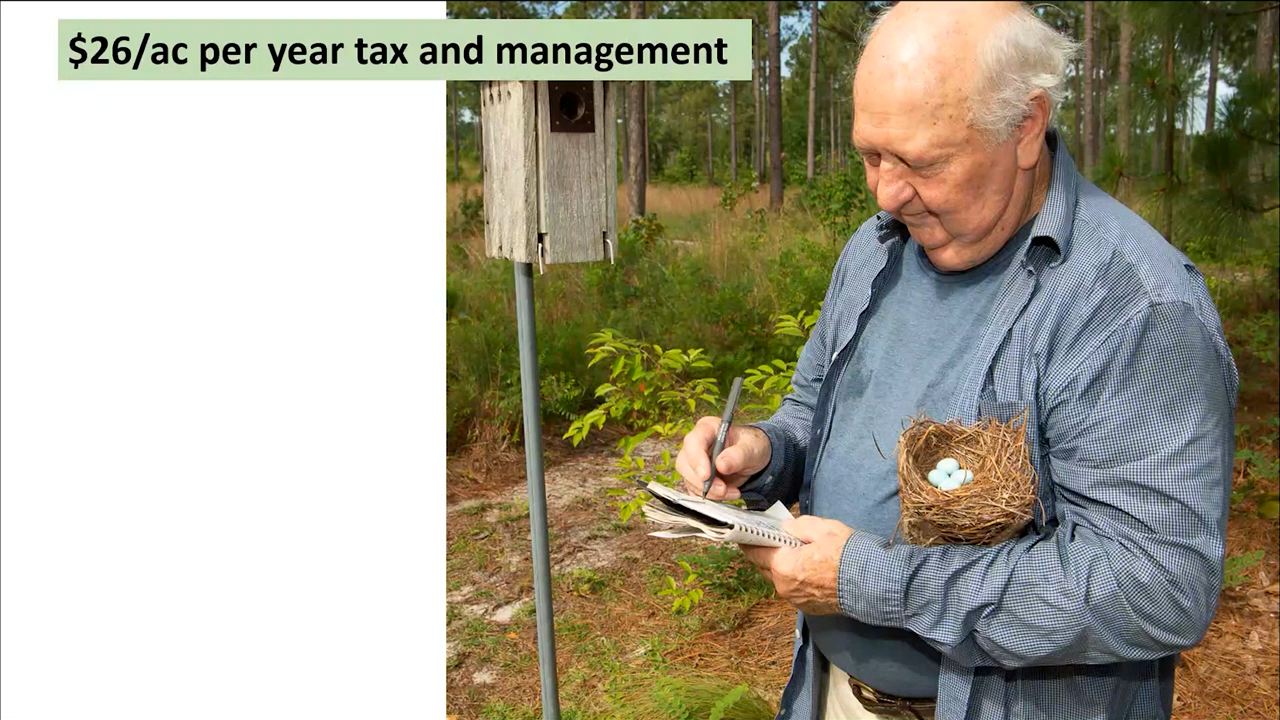 $26/ac per year tax and management